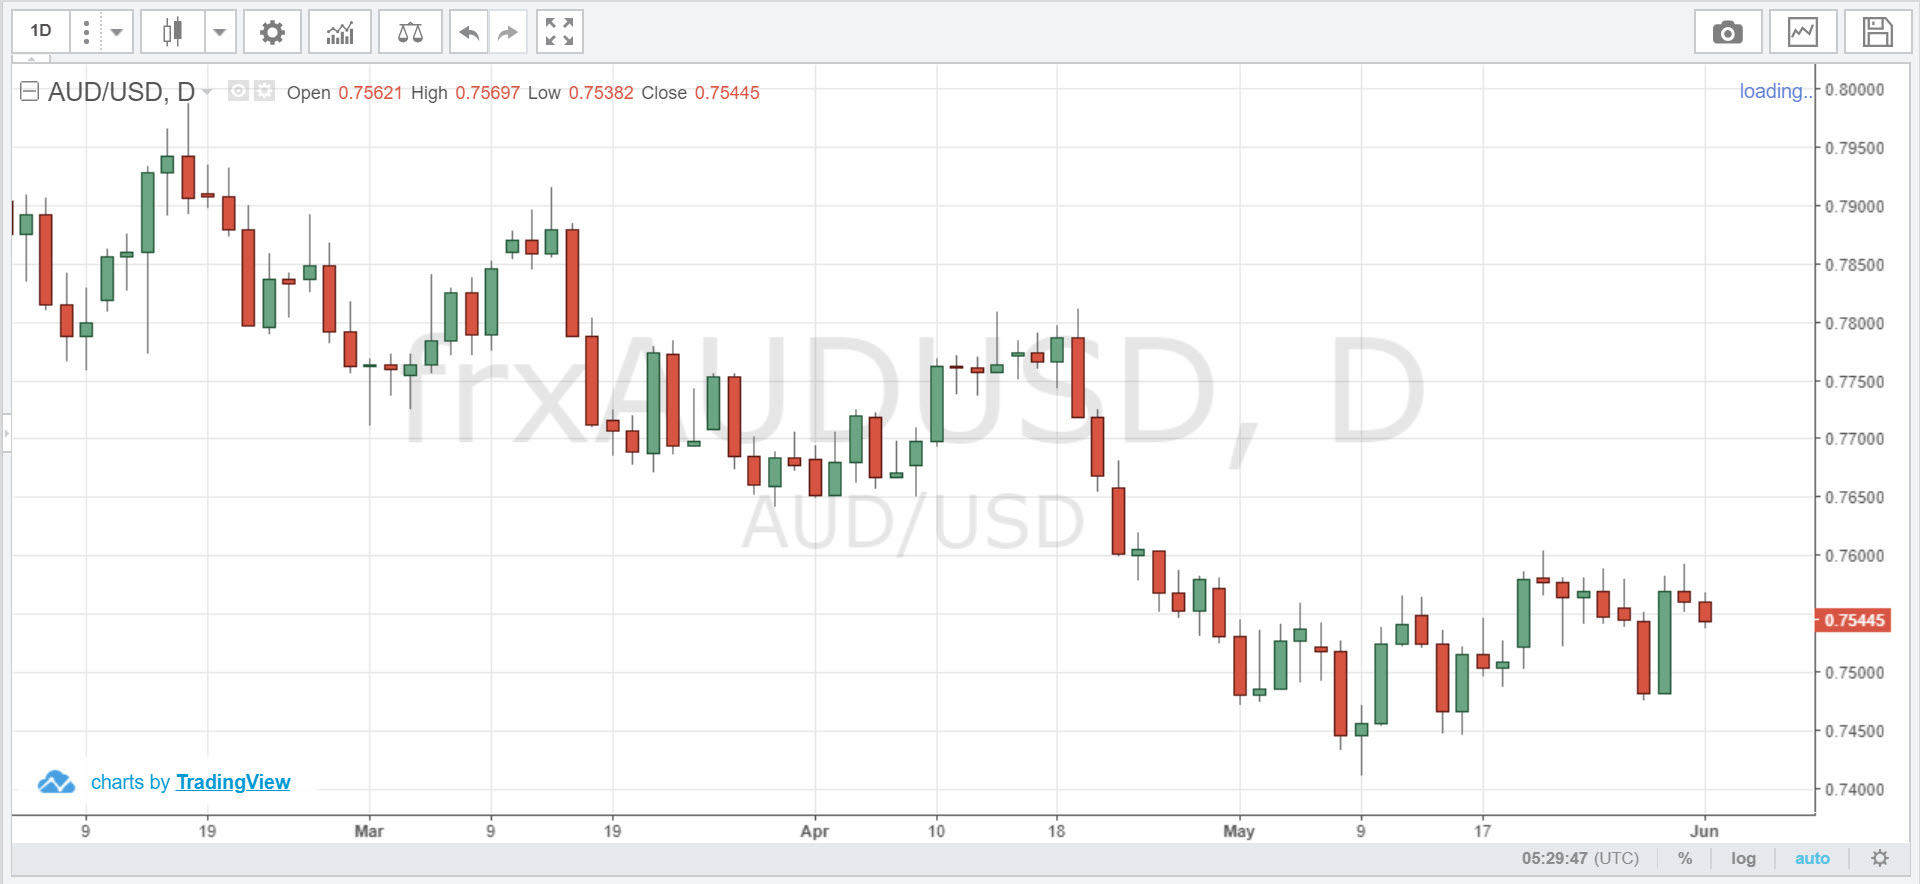 1D
AUD/USD, D Open 0.75621 High 0.75697 Low 0.75382 Close 0.75445
loading..
0.80000
0.79500
0.79000
0.78500
0.78000
0.77500
0.77000
0.76500
0.76000
0.75445
0.75000
0.74500
0.74000
frxAUDUSD, D
AUD/USD
charts by TradingView
9 19 Mar 9 19 Apr 10 18 May 9 17 Jun
05:29:47 (UTC) % log auto